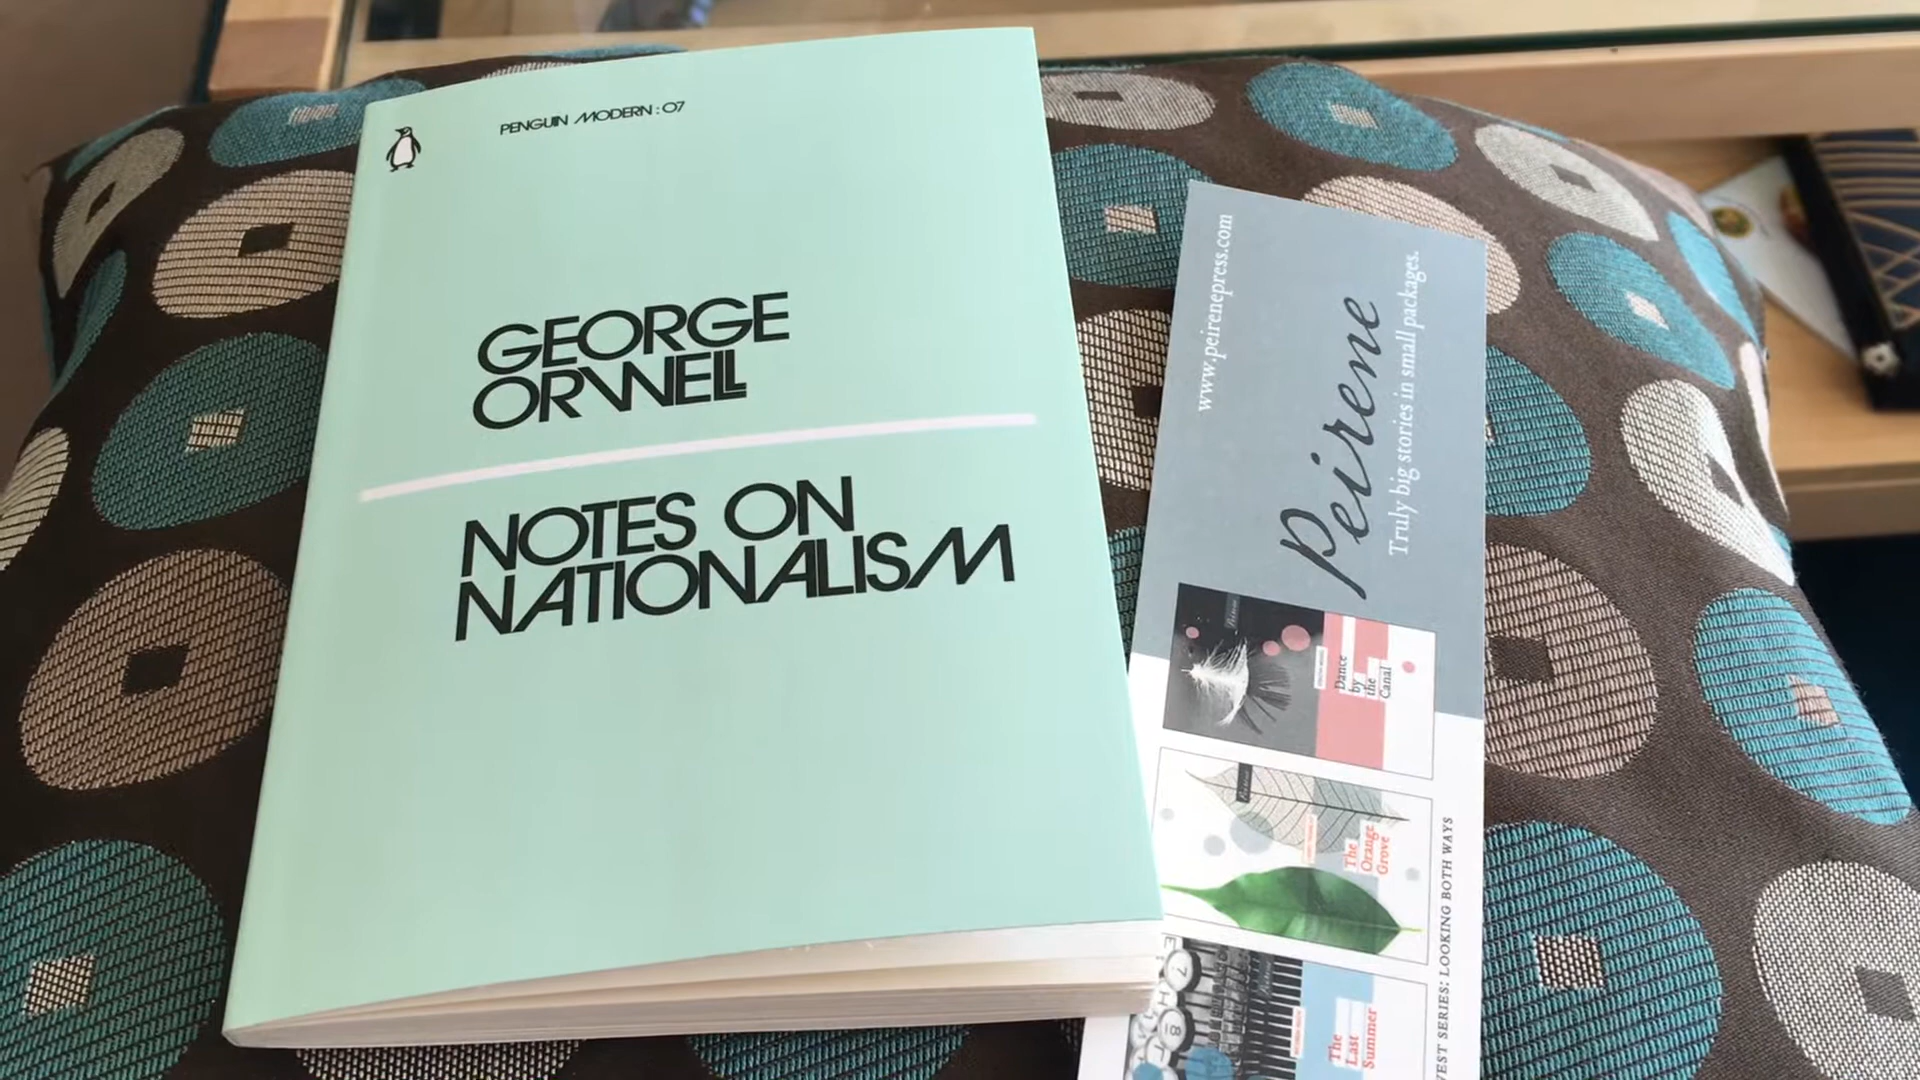 PENGUIN MODERN : 07
GEORGE
ORWELL
NOTES ON
NATIONALISM
www.peirenepress.com
Peirene
Truly big stories in small packages.
Dance
by
the
Canal
The
Orange
Grove
The
Last
Summer
SERIES: LOOKING BOTH WAYS